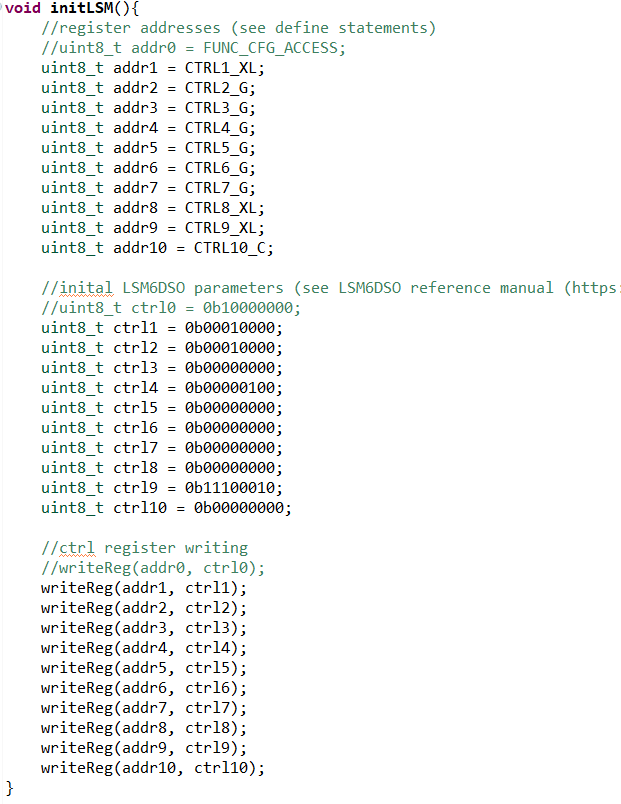 void initLSM(){
//register addresses (see define statements)
//uint8_t addr0 = FUNC_CFG_ACCESS;
uint8_t addr1 = CTRL1_XL;
uint8_t addr2 = CTRL2_G;
uint8_t addr3 = CTRL3_G;
uint8_t addr4 = CTRL4_G;
uint8_t addr5 = CTRL5_G;
uint8_t addr6 = CTRL6_G;
uint8_t addr7 = CTRL7_G;
uint8_t addr8 = CTRL8_XL;
uint8_t addr9 = CTRL9_XL;
uint8_t addr10 = CTRL10_C;
//inital LSM6DSO parameters (see LSM6DSO reference manual (https:
//uint8_t ctrl0 = 0b10000000;
uint8_t ctrl1 = 0b00010000;
uint8_t ctrl2 = 0b00010000;
uint8_t ctrl3 = 0b00000000;
uint8_t ctrl4 = 0b00000100;
uint8_t ctrl5 = 0b00000000;
uint8_t ctrl6 = 0b00000000;
uint8_t ctrl7 = 0b00000000;
uint8_t ctrl8 = 0b00000000;
uint8_t ctrl9 = 0b11100010;
uint8_t ctrl10 = 0b00000000;
//ctrl register writing
//writeReg(addr0, ctrl0);
writeReg(addr1, ctrl1);
writeReg(addr2, ctrl2);
writeReg(addr3, ctrl3);
writeReg(addr4, ctrl4);
writeReg(addr5, ctrl5);
writeReg(addr6, ctrl6);
writeReg(addr7, ctrl7);
writeReg(addr8, ctrl8);
writeReg(addr9, ctrl9);
writeReg(addr10, ctrl10);
}